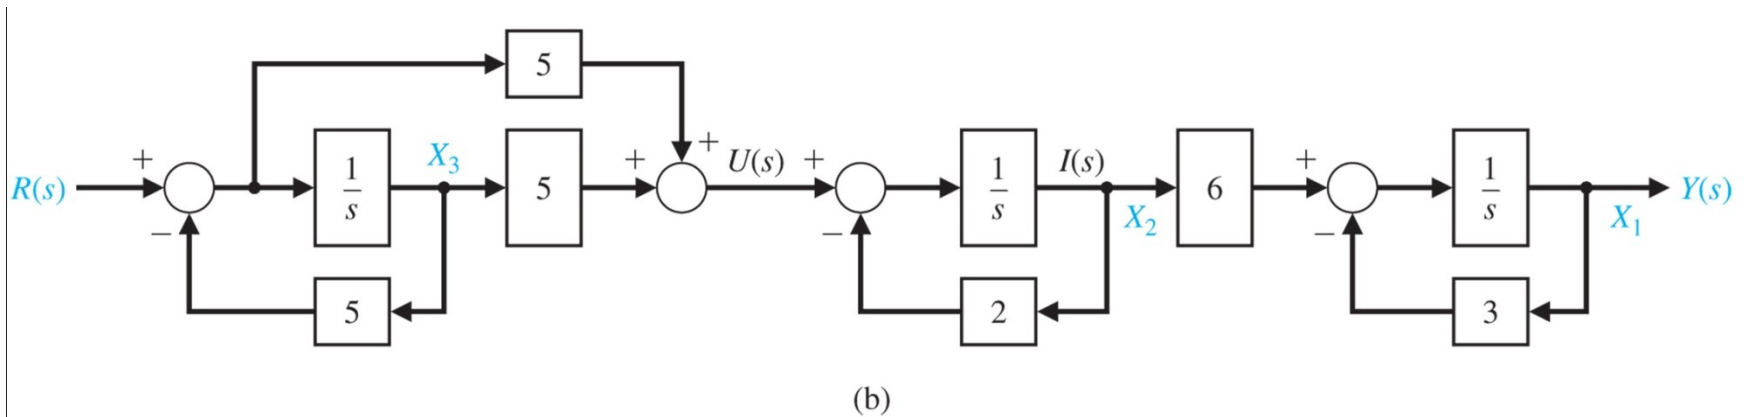 5
+
R(s)
−
1/s
X₃
5
5
+
+
U(s)
+
−
1/s
I(s)
X₂
2
6
+
−
1/s
3
X₁
Y(s)
(b)